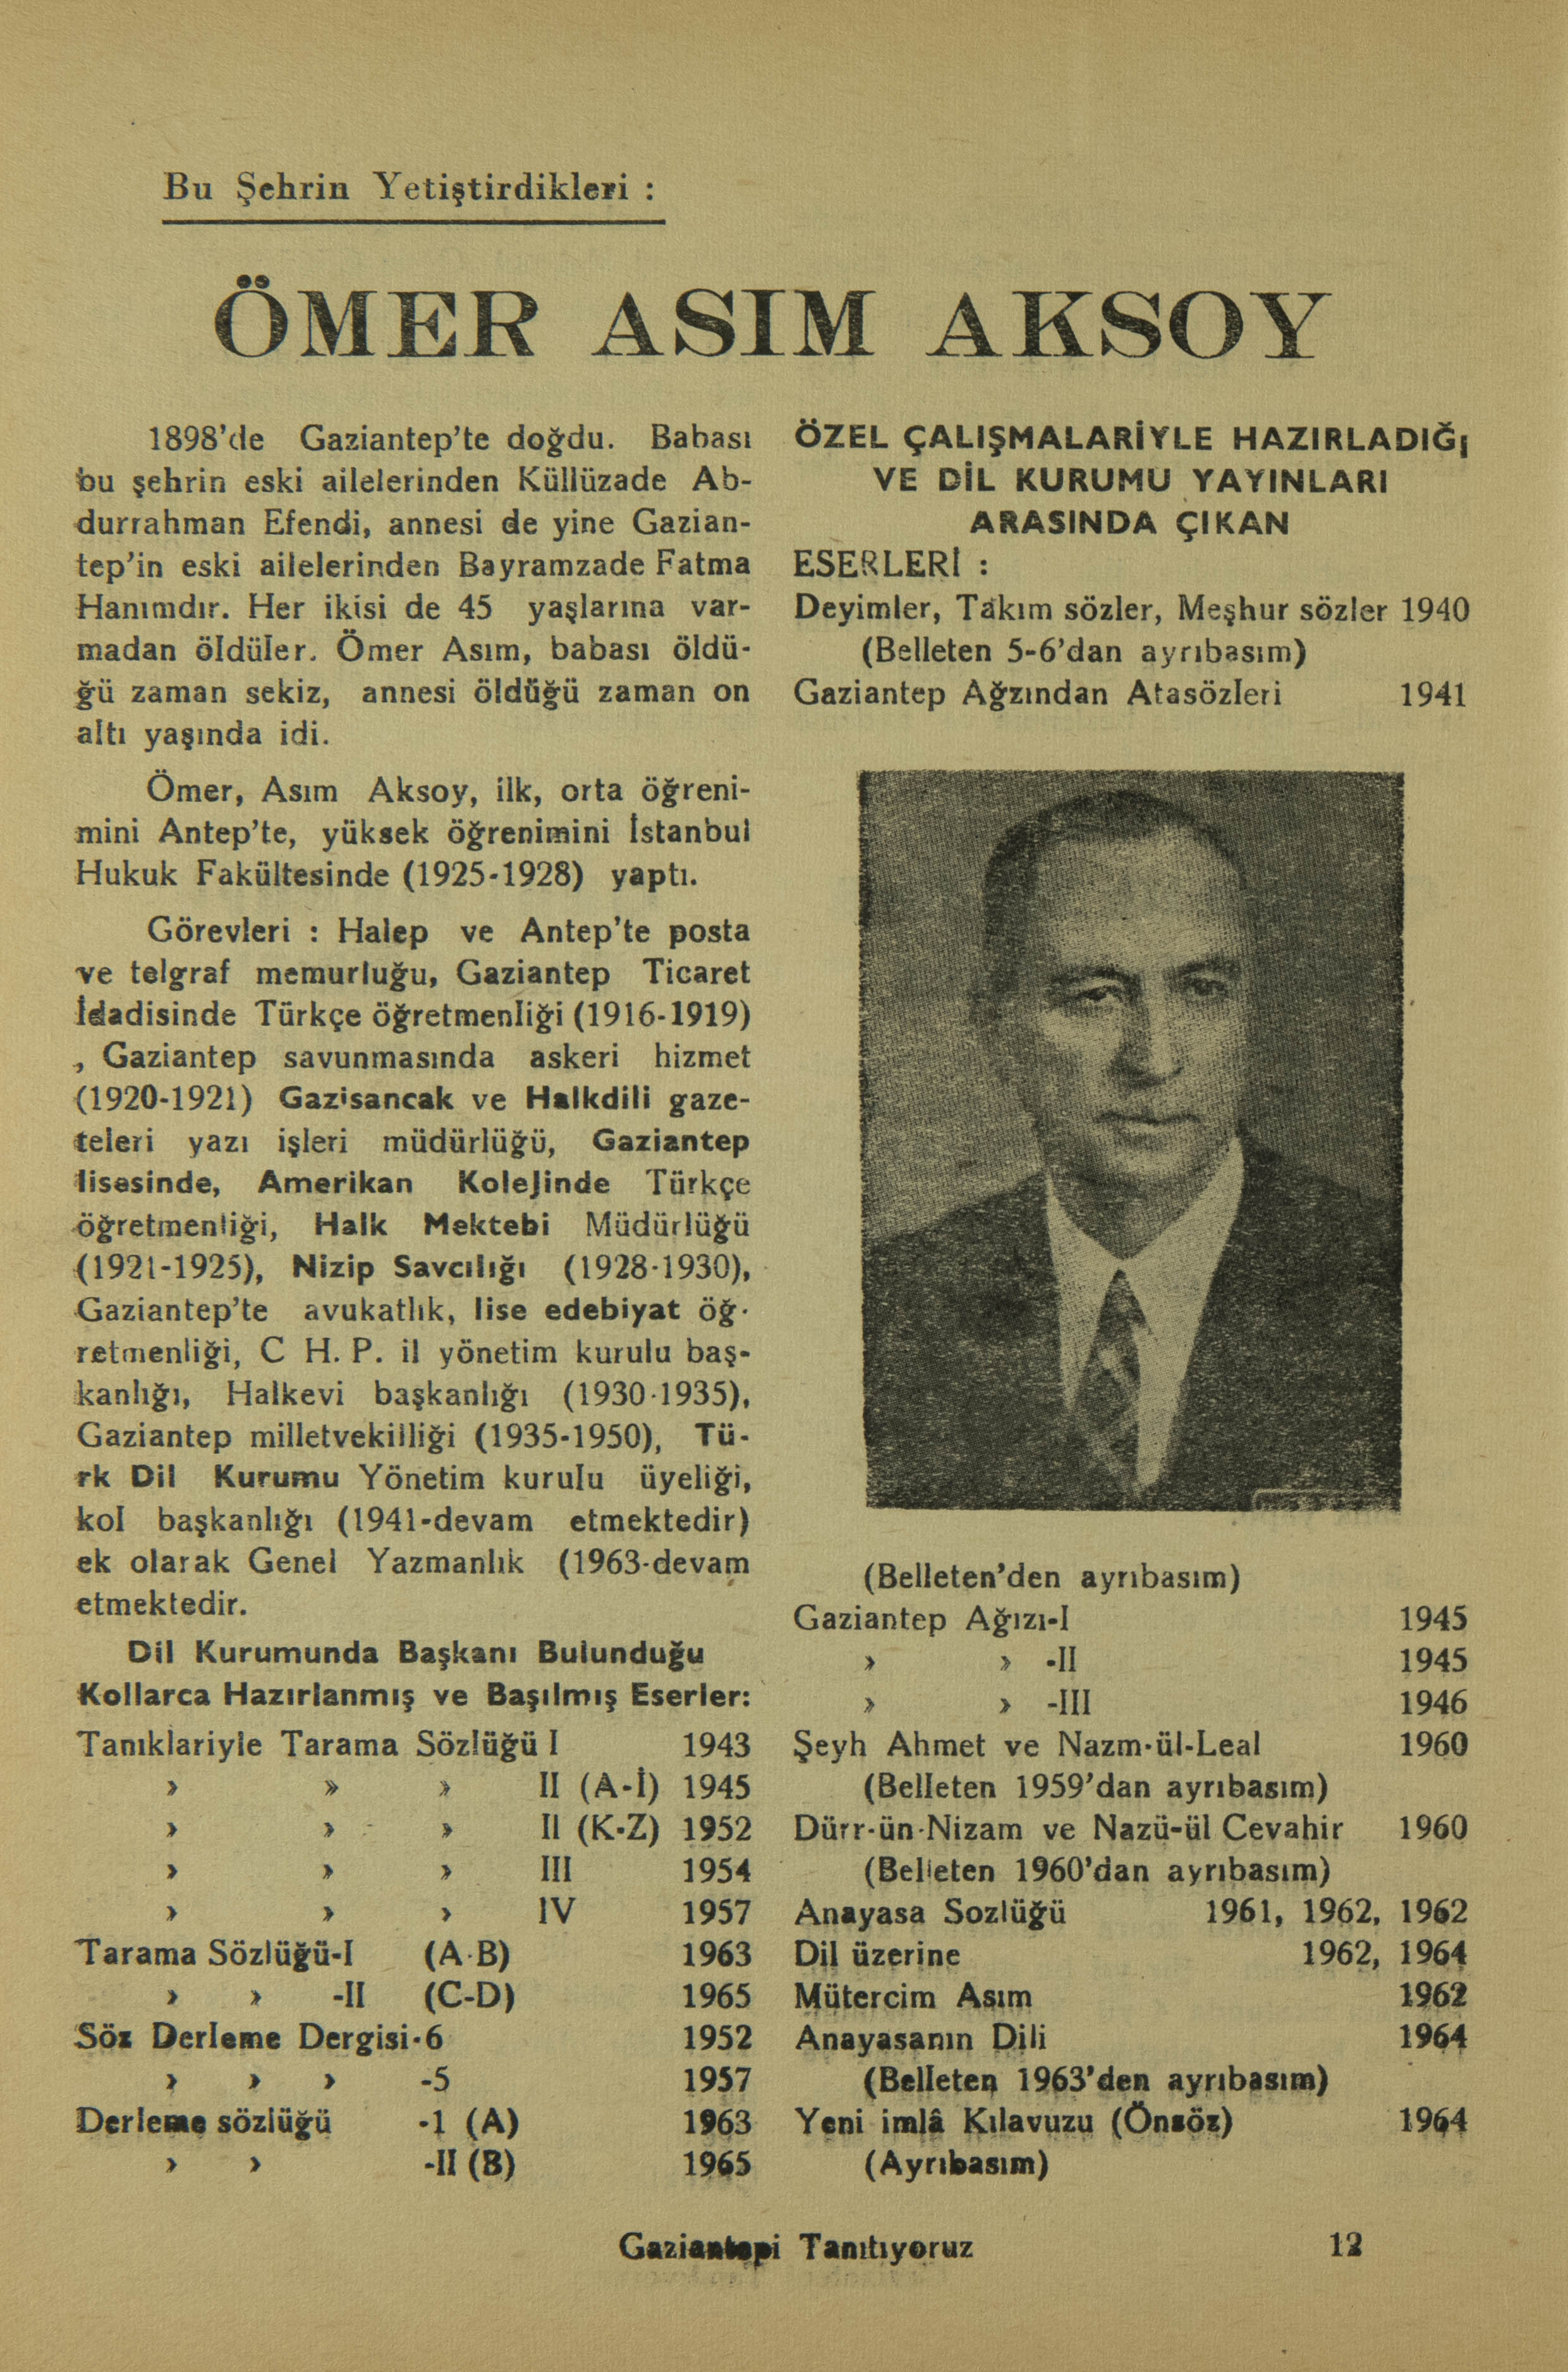 Bu Şehrin Yetiştirdikleri :
ÖMER ASIM AKSOY
1898'de Gaziantep'te doğdu. Babası
bu şehrin eski ailelerinden Küllüzade Ab-
durrahman Efendi, annesi de yine Gazian-
tep'in eski ailelerinden Bayramzade Fatma
Hanımdır. Her ikisi de 45 yaşlarına var-
madan öldüler. Ömer Asım, babası öldü-
ğü zaman sekiz, annesi öldüğü zaman on
altı yaşında idi.
Ömer, Asım Aksoy, ilk, orta öğreni-
mini Antep'te, yüksek öğrenimini İstanbul
Hukuk Fakültesinde (1925-1928) yaptı.
Görevleri : Halep ve Antep'te posta
ve telgraf memurluğu, Gaziantep Ticaret
İdadisinde Türkçe öğretmenliği (1916-1919)
, Gaziantep savunmasında askeri hizmet
(1920-1921) Gazisancak ve Halkdili gaze-
teleri yazı işleri müdürlüğü, Gaziantep
lisesinde, Amerikan Kolejinde Türkçe
öğretmenliği, Halk Mektebi Müdürlüğü
(1921-1925), Nizip Savcılığı (1928-1930),
Gaziantep'te avukatlık, lise edebiyat öğ-
retmenliği, C H. P. il yönetim kurulu baş-
kanlığı, Halkevi başkanlığı (1930-1935),
Gaziantep milletvekilliği (1935-1950), Tü-
rk Dil Kurumu Yönetim kurulu üyeliği,
kol başkanlığı (1941-devam etmektedir)
ek olarak Genel Yazmanlık (1963-devam
etmektedir.
Dil Kurumunda Başkanı Bulunduğu
Kollarca Hazırlanmış ve Başılmış Eserler:
Tanıklariyle Tarama Sözlüğü I 1943
» » » II (A-İ) 1945
» » » II (K-Z) 1952
» » » III 1954
» » » IV 1957
Tarama Sözlüğü-I (A-B) 1963
» » -II (C-D) 1965
Söz Derleme Dergisi-6 1952
» » » -5 1957
Derleme sözlüğü -1 (A) 1963
» » -II (B) 1965
ÖZEL ÇALIŞMALARİYLE HAZIRLADIĞI
VE DİL KURUMU YAYINLARI
ARASINDA ÇIKAN
ESERLERİ :
Deyimler, Takım sözler, Meşhur sözler 1940
(Belleten 5-6'dan ayrıbasım)
Gaziantep Ağzından Atasözleri 1941
(Belleten'den ayrıbasım)
Gaziantep Ağızı-I 1945
» » -II 1945
» » -III 1946
Şeyh Ahmet ve Nazm-ül-Leal 1960
(Belleten 1959'dan ayrıbasım)
Dürr-ün-Nizam ve Nazü-ül Cevahir 1960
(Belleten 1960'dan ayrıbasım)
Anayasa Sozlüğü 1961, 1962, 1962
Dil üzerine 1962, 1964
Mütercim Asım 1962
Anayasanın Dili 1964
(Belleten 1963'den ayrıbasım)
Yeni imlâ Kılavuzu (Önsöz) 1964
(Ayrıbasım)
Gaziantepi Tanıtıyoruz 12